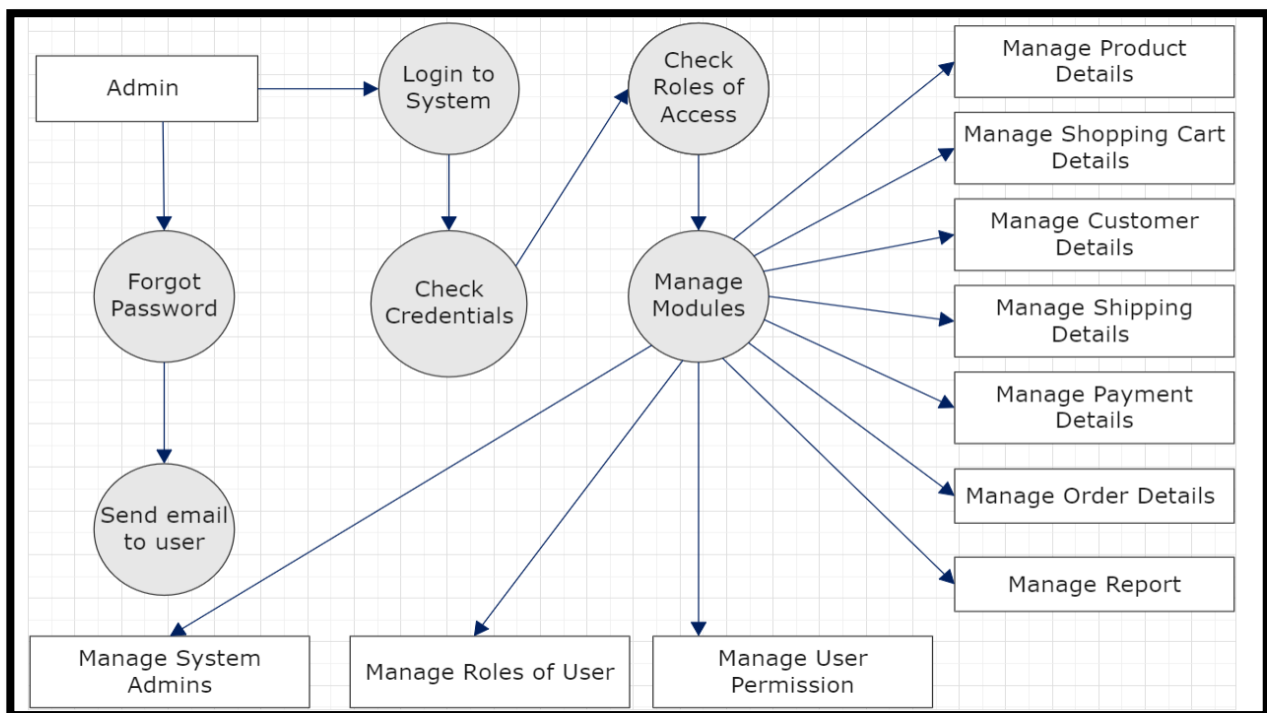 Admin
Login to
System
Check
Roles of
Access
Manage Product
Details
Manage Shopping Cart
Details
Manage Customer
Details
Forgot
Password
Check
Credentials
Manage
Modules
Manage Shipping
Details
Manage Payment
Details
Manage Order Details
Send email
to user
Manage Report
Manage System
Admins
Manage Roles of User
Manage User
Permission